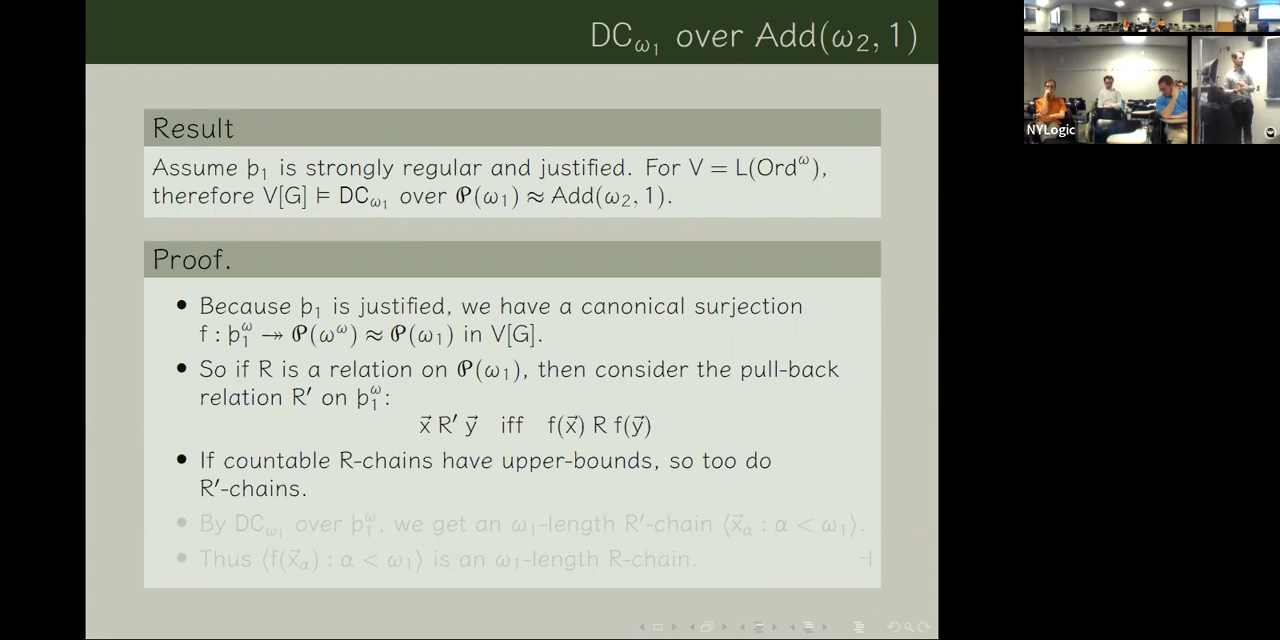 DC_{ω₁} over Add(ω₂, 1)
Result
Assume þ₁ is strongly regular and justified. For V = L(Ord^ω),
therefore V[G] ⊨ DC_{ω₁} over 𝒫(ω₁) ≈ Add(ω₂, 1).
Proof.
• Because þ₁ is justified, we have a canonical surjection
f : þ₁^ω ↠ 𝒫(ω^ω) ≈ 𝒫(ω₁) in V[G].
• So if R is a relation on 𝒫(ω₁), then consider the pull-back
relation R′ on þ₁^ω:
x⃗ R′ y⃗ iff f(x⃗) R f(y⃗)
• If countable R-chains have upper-bounds, so too do
R′-chains.
• By DC_{ω₁} over þ₁^ω, we get an ω₁-length R′-chain ⟨x⃗_α : α < ω₁⟩.
• Thus ⟨f(x⃗_α) : α < ω₁⟩ is an ω₁-length R-chain. ⊣
NYLogic